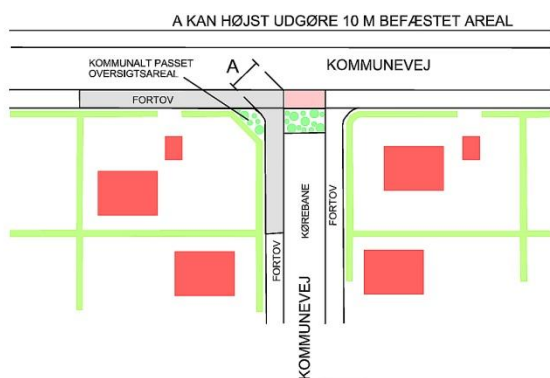 A KAN HØJST UDGØRE 10 M BEFÆSTET AREAL
KOMMUNALT PASSET
OVERSIGTSAREAL
A
KOMMUNEVEJ
FORTOV
KØREBANE
FORTOV
FORTOV
KOMMUNEVEJ